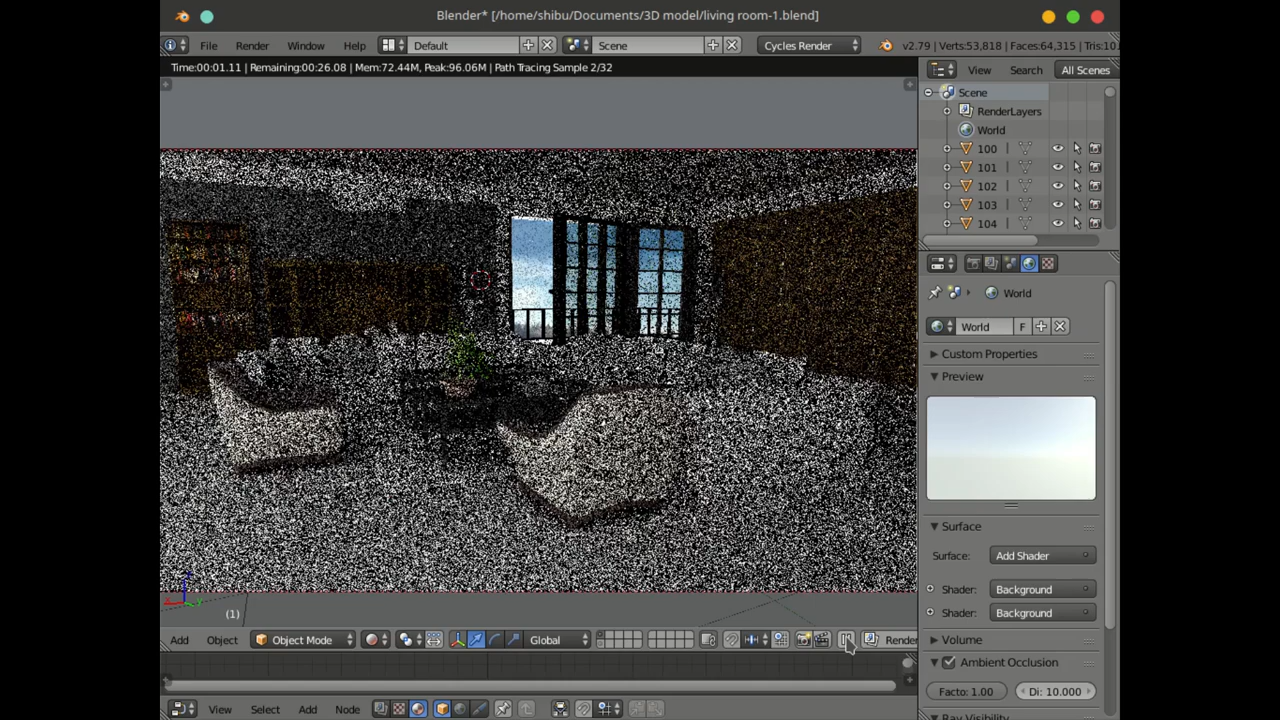 Blender* [/home/shibu/Documents/3D model/living room-1.blend]
File Render Window Help Default Scene Cycles Render v2.79 | Verts:53,818 | Faces:64,315 | Tris:10
Time:00:01.11 | Remaining:00:26.08 | Mem:72.44M, Peak:96.06M | Path Tracing Sample 2/32
View Search All Scenes
Scene
RenderLayers
World
100
101
102
103
104
World
World F
Custom Properties
Preview
Surface
Surface: Add Shader
Shader: Background
Shader: Background
Volume
Ambient Occlusion
Facto: 1.00 Di: 10.000
Ray Visibility
(1)
Add Object Object Mode Global Render
View Select Add Node